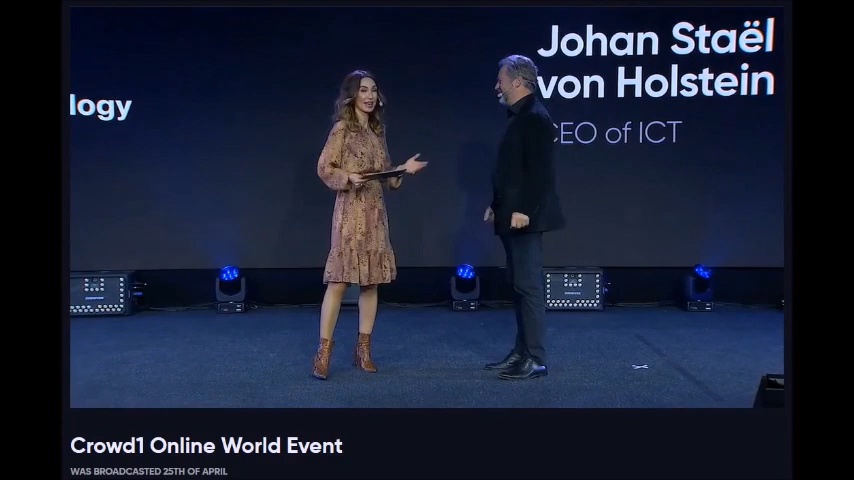 Johan Staël
von Holstein
CEO of ICT
logy
Crowd1 Online World Event
WAS BROADCASTED 25TH OF APRIL